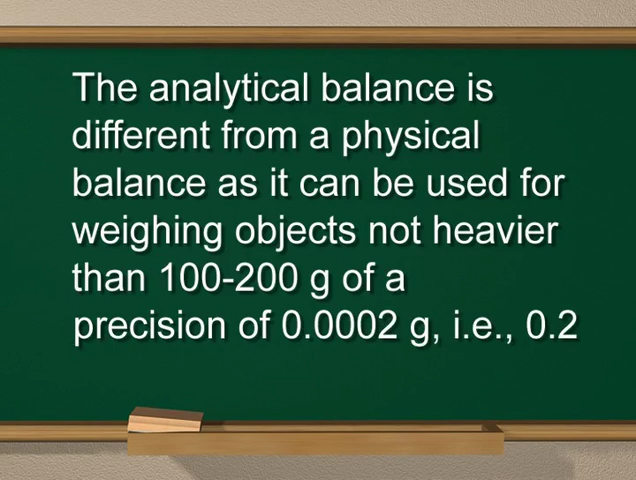 The analytical balance is
different from a physical
balance as it can be used for
weighing objects not heavier
than 100-200 g of a
precision of 0.0002 g, i.e., 0.2